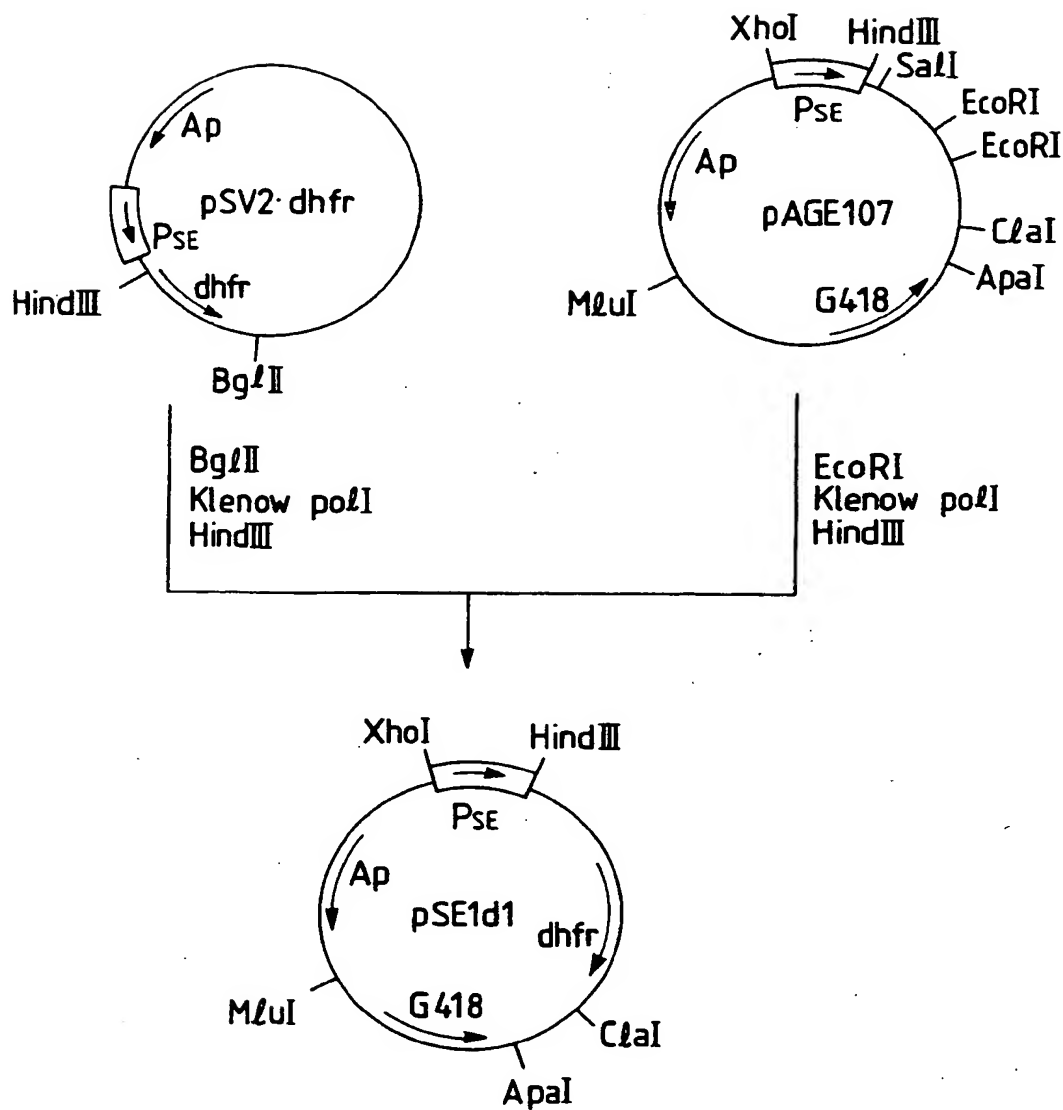 Ap
pSV2·dhfr
PSE
HindⅢ
dhfr
BglⅡ
XhoI
HindⅢ
SalI
PSE
EcoRI
EcoRI
Ap
pAGE107
ClaI
ApaI
MluI
G418
BglⅡ
Klenow polI
HindⅢ
EcoRI
Klenow polI
HindⅢ
XhoI
HindⅢ
PSE
Ap
pSE1d1
dhfr
MluI
G418
ClaI
ApaI